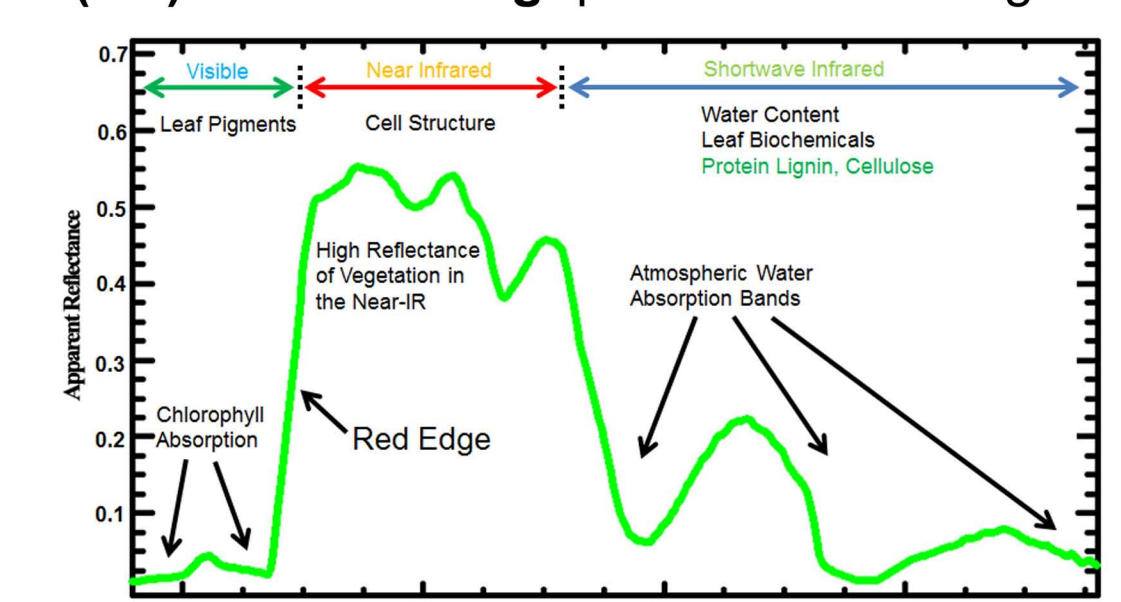 0.7
Visible
Near Infrared
Shortwave Infrared
Leaf Pigments
Cell Structure
Water Content
Leaf Biochemicals
Protein Lignin, Cellulose
0.6
0.5
0.4
0.3
0.2
0.1
Apparent Reflectance
High Reflectance
of Vegetation in
the Near-IR
Atmospheric Water
Absorption Bands
Chlorophyll
Absorption
Red Edge